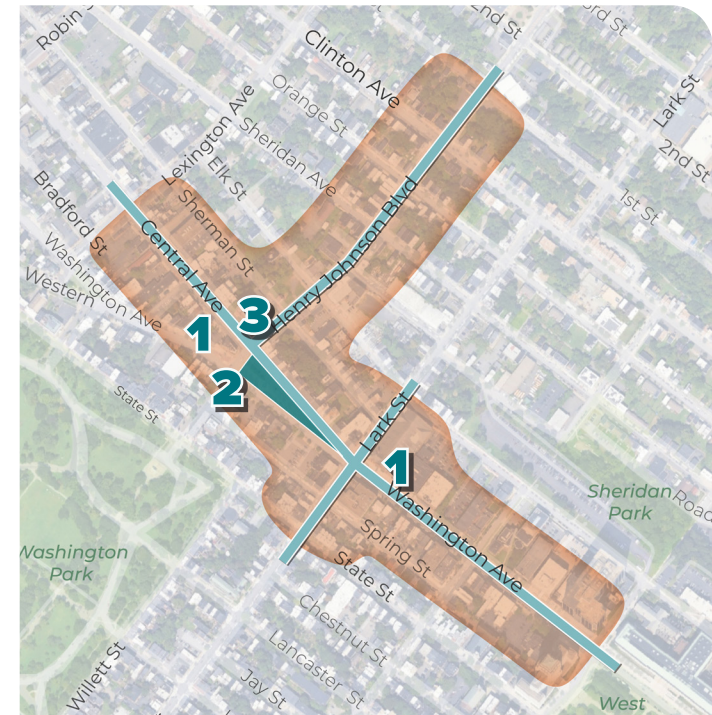 2nd St
Clinton Ave
Lark St
Orange St
Lexington Ave
Sheridan Ave
2nd St
Elk St
Bradford St
Sherman St
1st St
Central Ave
Henry Johnson Blvd
Washington Ave
Western
3
1
2
State St
Lark St
1
Washington Ave
Sheridan
Park
Road
Spring St
Washington
Park
State St
Chestnut St
Lancaster St
Willett St
Jay St
West